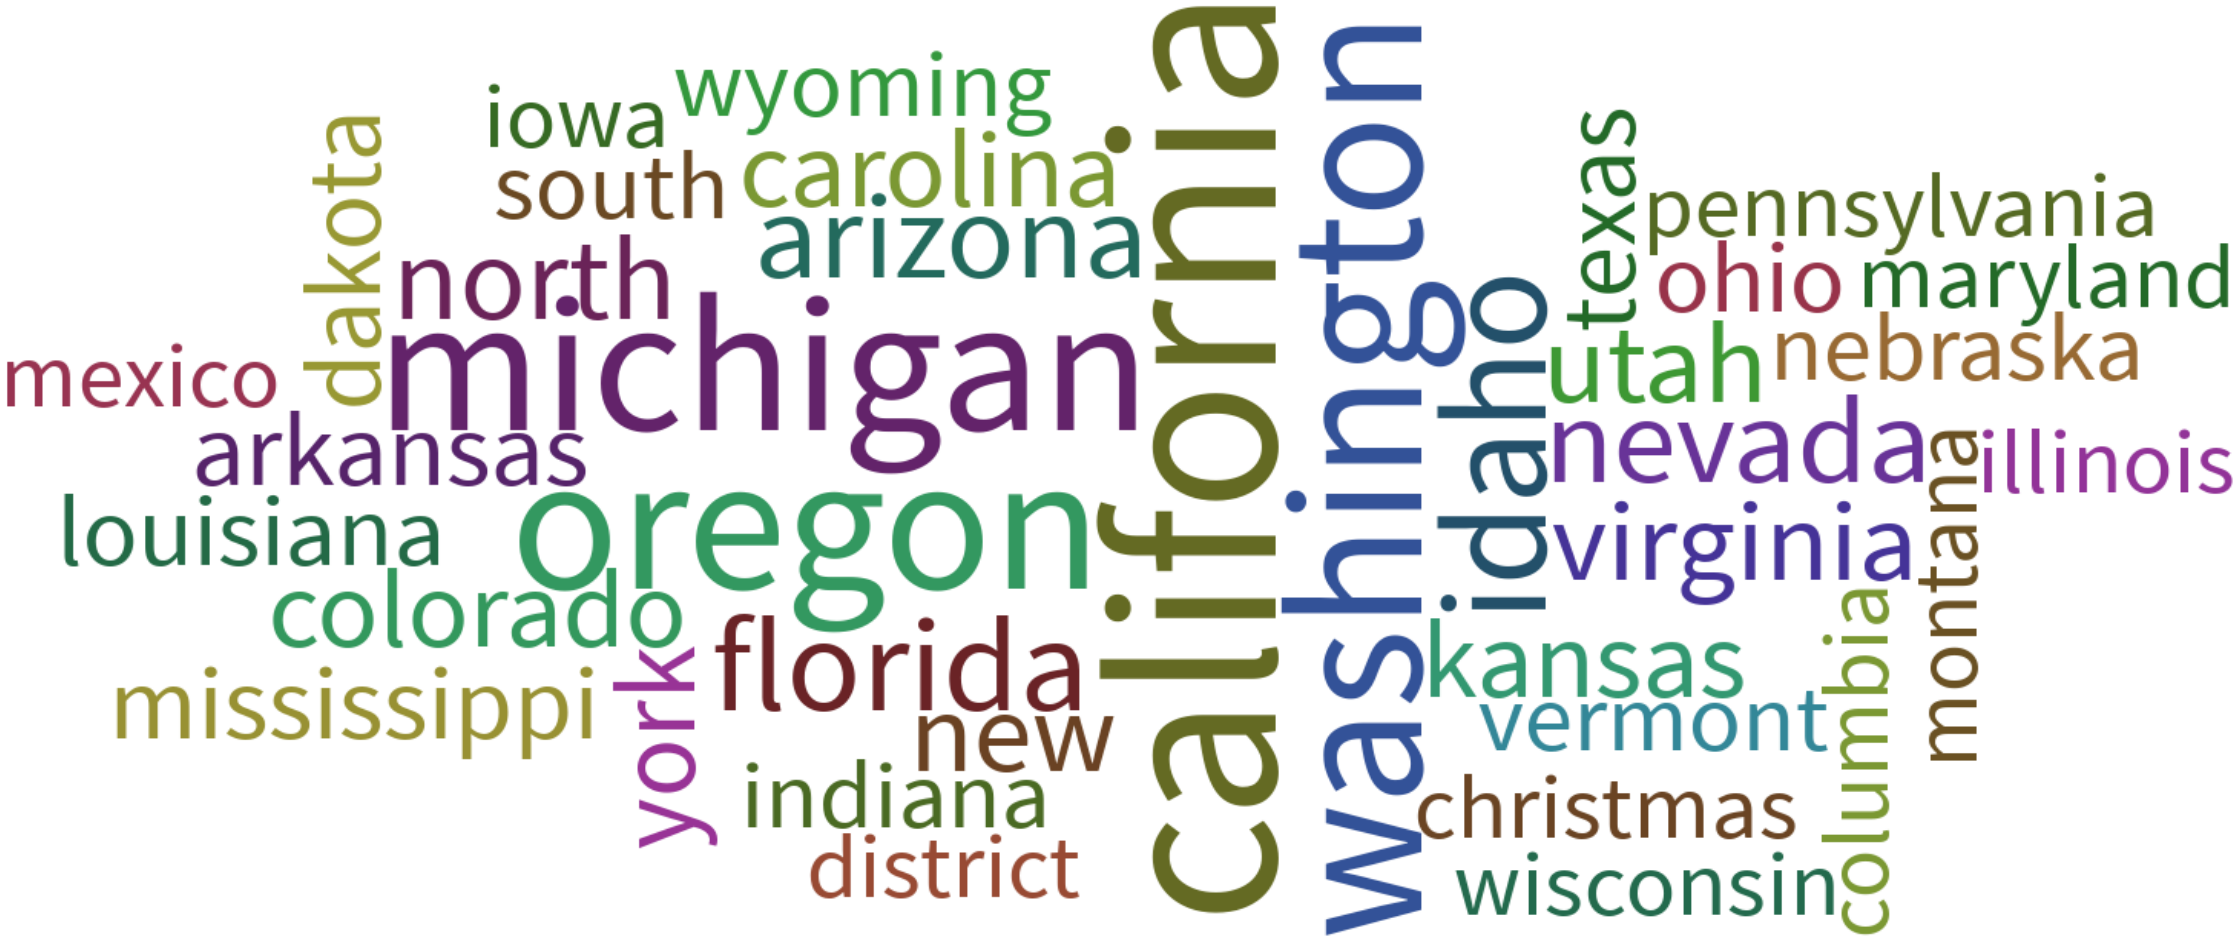 wyoming
iowa
carolina
south
dakota
arizona
north
michigan
mexico
arkansas
oregon
louisiana
colorado
florida
mississippi
york
new
indiana
district
california
washington
idaho
texas
pennsylvania
ohio
maryland
utah
nebraska
nevada
illinois
montana
virginia
kansas
vermont
columbia
christmas
wisconsin